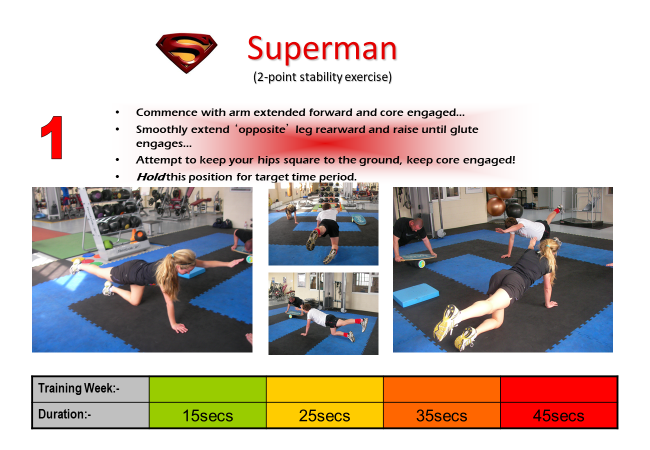 Superman
(2-point stability exercise)
1
• Commence with arm extended forward and core engaged...
• Smoothly extend ‘opposite’ leg rearward and raise until glute
engages...
• Attempt to keep your hips square to the ground, keep core engaged!
• Hold this position for target time period.
Training Week:-
Duration:- 15secs 25secs 35secs 45secs